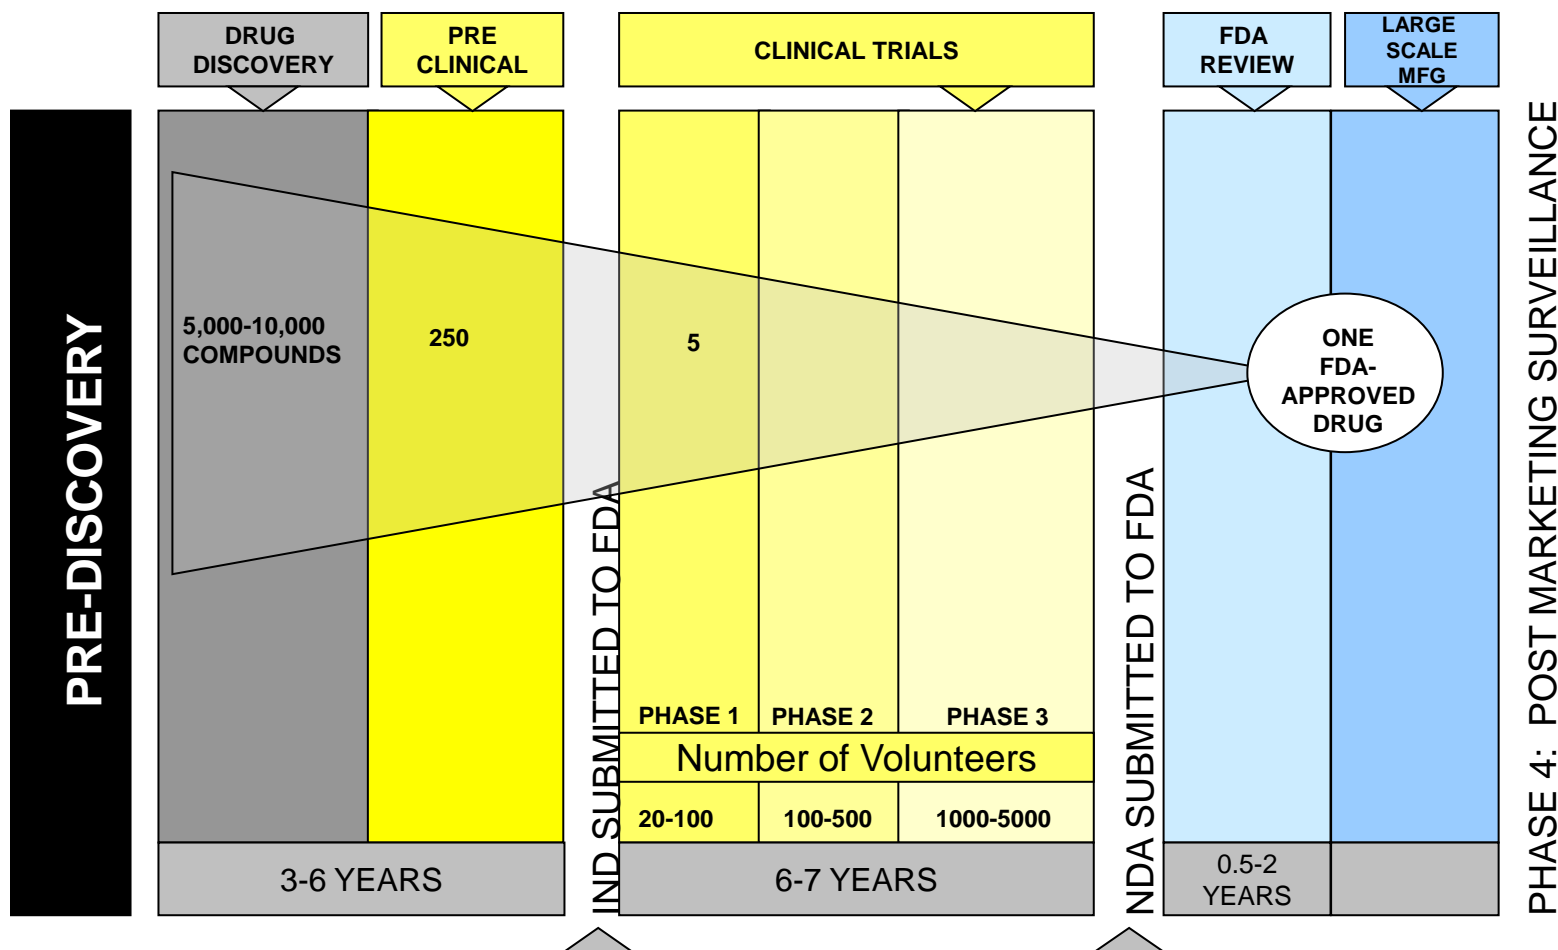 DRUG
DISCOVERY
PRE
CLINICAL
CLINICAL TRIALS
FDA
REVIEW
LARGE
SCALE
MFG
PRE-DISCOVERY
5,000-10,000
COMPOUNDS
250
5
ONE
FDA-
APPROVED
DRUG
IND SUBMITTED TO FDA
PHASE 1
PHASE 2
PHASE 3
Number of Volunteers
20-100
100-500
1000-5000
NDA SUBMITTED TO FDA
PHASE 4: POST MARKETING SURVEILLANCE
3-6 YEARS
6-7 YEARS
0.5-2
YEARS